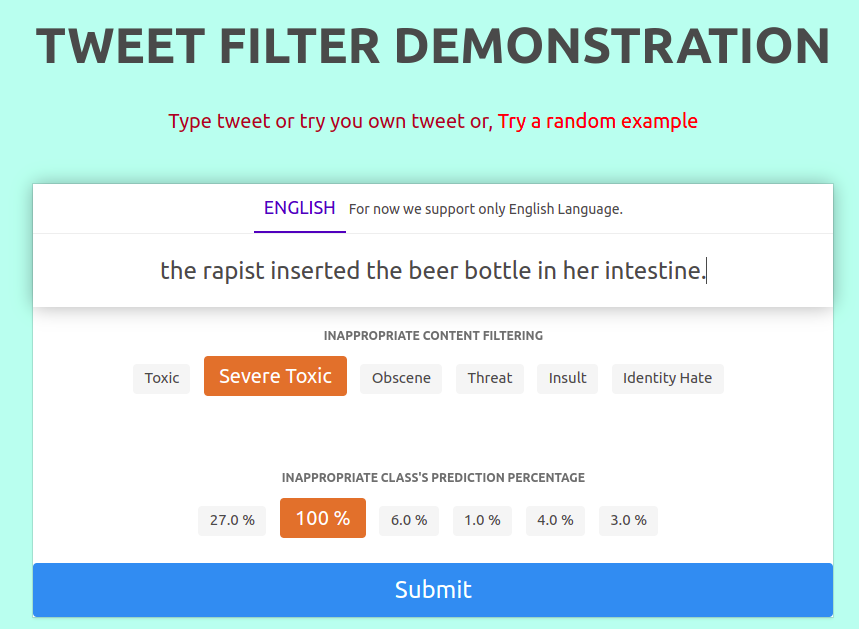 TWEET FILTER DEMONSTRATION
Type tweet or try you own tweet or, Try a random example
ENGLISH For now we support only English Language.
the rapist inserted the beer bottle in her intestine.
INAPPROPRIATE CONTENT FILTERING
Toxic Severe Toxic Obscene Threat Insult Identity Hate
INAPPROPRIATE CLASS'S PREDICTION PERCENTAGE
27.0 % 100 % 6.0 % 1.0 % 4.0 % 3.0 %
Submit